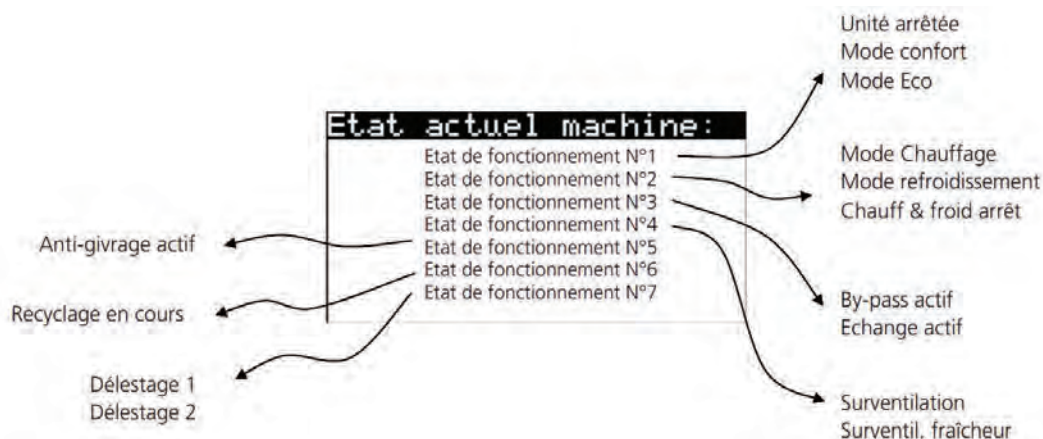 Unité arrêtée
Mode confort
Mode Eco
Etat actuel machine:
Etat de fonctionnement N°1
Etat de fonctionnement N°2
Etat de fonctionnement N°3
Etat de fonctionnement N°4
Etat de fonctionnement N°5
Etat de fonctionnement N°6
Etat de fonctionnement N°7
Mode Chauffage
Mode refroidissement
Chauff & froid arrêt
Anti-givrage actif
Recyclage en cours
By-pass actif
Echange actif
Délestage 1
Délestage 2
Surventilation
Surventil. fraîcheur